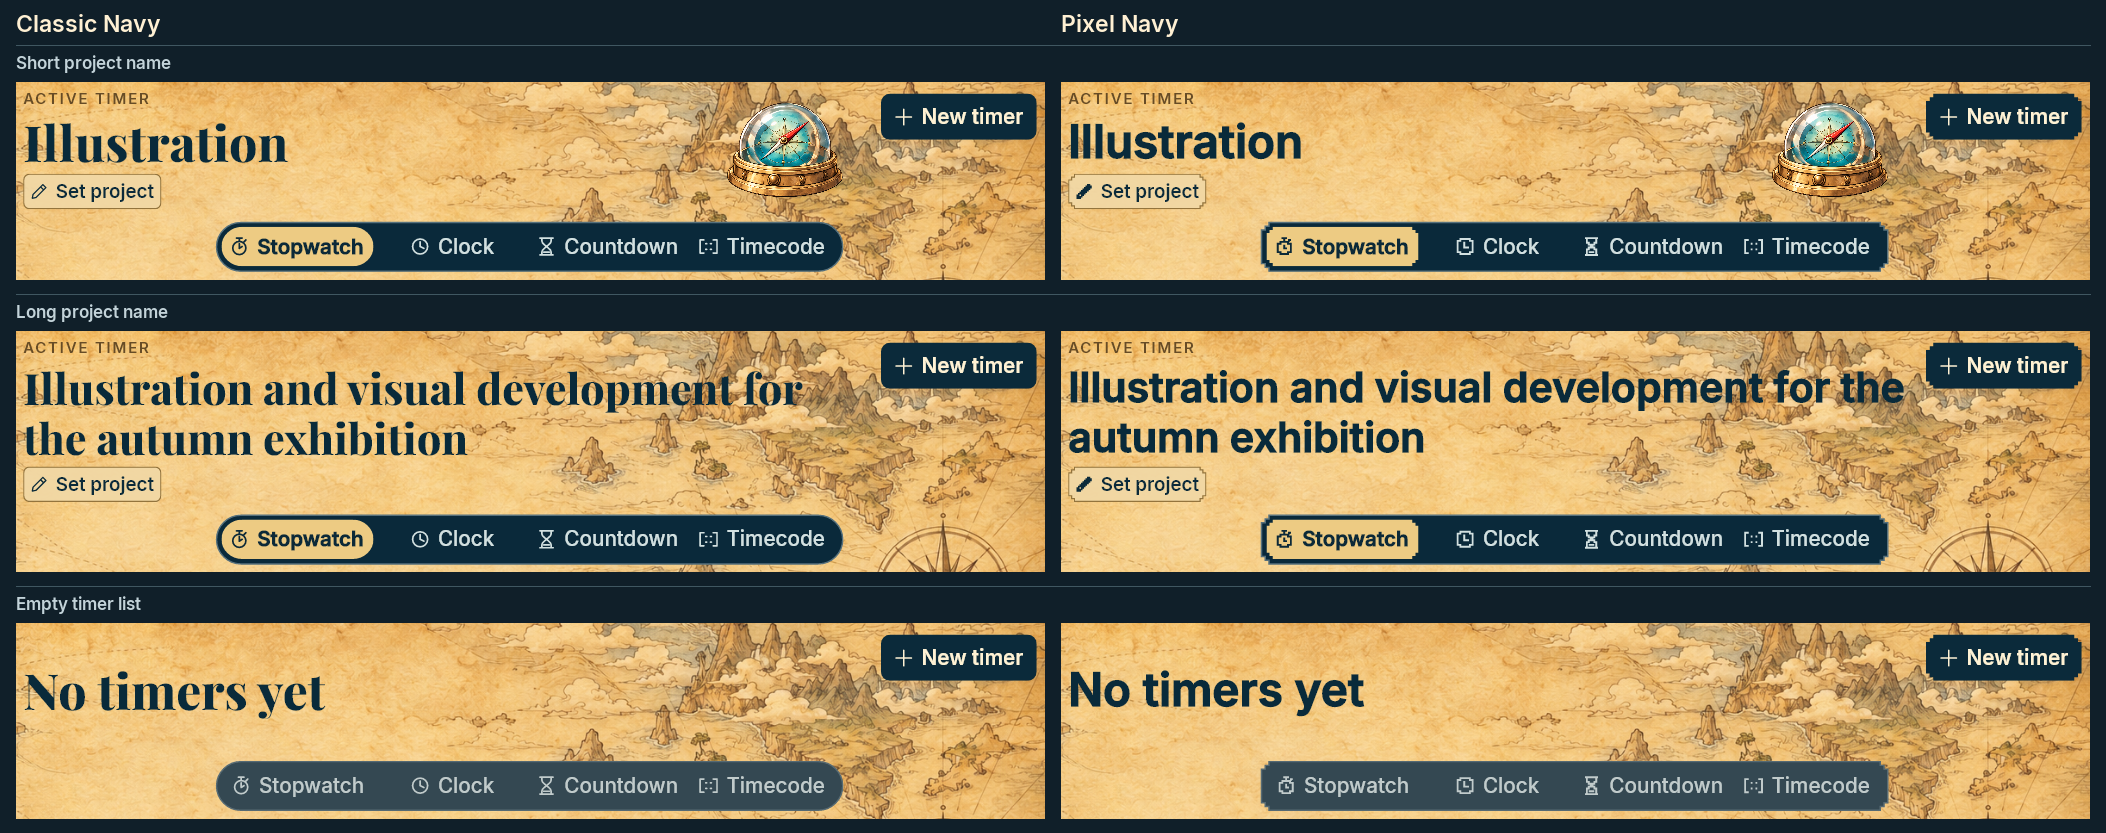 Classic Navy
Pixel Navy
Short project name
ACTIVE TIMER
Illustration
Set project
New timer
Stopwatch Clock Countdown Timecode
ACTIVE TIMER
Illustration
Set project
New timer
Stopwatch Clock Countdown Timecode
Long project name
ACTIVE TIMER
Illustration and visual development for
the autumn exhibition
Set project
New timer
Stopwatch Clock Countdown Timecode
ACTIVE TIMER
Illustration and visual development for the
autumn exhibition
Set project
New timer
Stopwatch Clock Countdown Timecode
Empty timer list
No timers yet
New timer
Stopwatch Clock Countdown Timecode
No timers yet
New timer
Stopwatch Clock Countdown Timecode